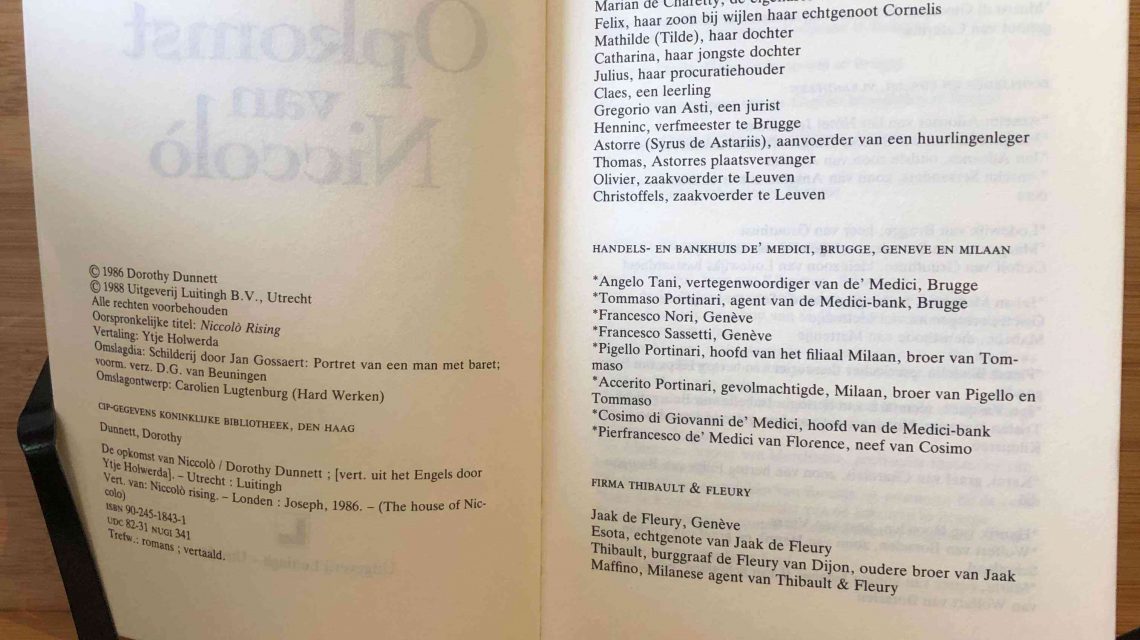 Opkomst
van
Niccolò
© 1986 Dorothy Dunnett
© 1988 Uitgeverij Luitingh B.V., Utrecht
Alle rechten voorbehouden
Oorspronkelijke titel: Niccolò Rising
Vertaling: Ytje Holwerda
Omslagdia: Schilderij door Jan Gossaert: Portret van een man met baret;
voorm. verz. D.G. van Beuningen
Omslagontwerp: Carolien Lugtenburg (Hard Werken)
CIP-GEGEVENS KONINKLIJKE BIBLIOTHEEK, DEN HAAG
Dunnett, Dorothy
De opkomst van Niccolò / Dorothy Dunnett ; [vert. uit het Engels door
Ytje Holwerda]. – Utrecht : Luitingh
Vert. van: Niccolò rising. – Londen : Joseph, 1986. – (The house of Nic-
colo)
ISBN 90-245-1843-1
UDC 82-31 NUGI 341
Trefw.: romans ; vertaald.
Marian de Charetty, de
Felix, haar zoon bij wijlen haar echtgenoot Cornelis
Mathilde (Tilde), haar dochter
Catharina, haar jongste dochter
Julius, haar procuratiehouder
Claes, een leerling
Gregorio van Asti, een jurist
Henninc, verfmeester te Brugge
Astorre (Syrus de Astariis), aanvoerder van een huurlingenleger
Thomas, Astorres plaatsvervanger
Olivier, zaakvoerder te Leuven
Christoffels, zaakvoerder te Leuven
HANDELS- EN BANKHUIS DE' MEDICI, BRUGGE, GENEVE EN MILAAN
*Angelo Tani, vertegenwoordiger van de' Medici, Brugge
*Tommaso Portinari, agent van de Medici-bank, Brugge
*Francesco Nori, Genève
*Francesco Sassetti, Genève
*Pigello Portinari, hoofd van het filiaal Milaan, broer van Tom-
maso
*Accerito Portinari, gevolmachtigde, Milaan, broer van Pigello en
Tommaso
*Cosimo di Giovanni de' Medici, hoofd van de Medici-bank
*Pierfrancesco de' Medici van Florence, neef van Cosimo
FIRMA THIBAULT & FLEURY
Jaak de Fleury, Genève
Esota, echtgenote van Jaak de Fleury
Thibault, burggraaf de Fleury van Dijon, oudere broer van Jaak
Maffino, Milanese agent van Thibault & Fleury